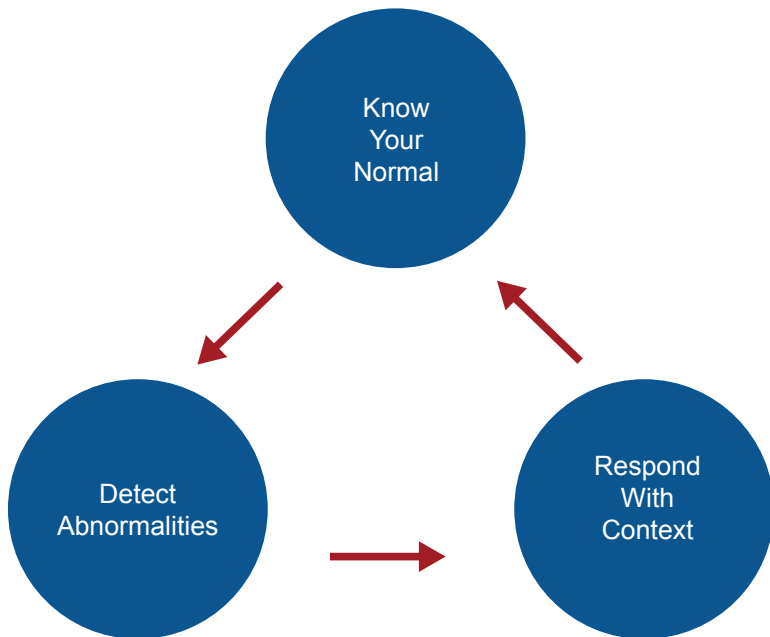 Know
Your
Normal
Detect
Abnormalities
Respond
With
Context